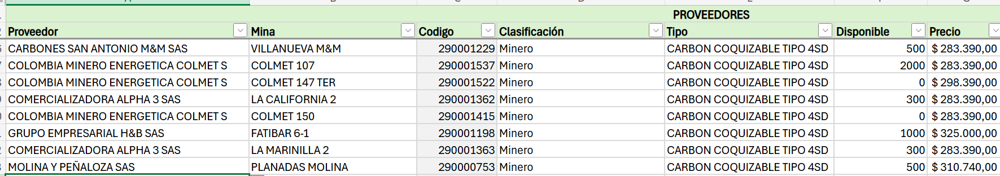 PROVEEDORES
Proveedor Mina Codigo Clasificación Tipo Disponible Precio
CARBONES SAN ANTONIO M&M SAS VILLANUEVA M&M 290001229 Minero CARBON COQUIZABLE TIPO 4SD 500 $ 283.390,00
COLOMBIA MINERO ENERGETICA COLMET S COLMET 107 290001537 Minero CARBON COQUIZABLE TIPO 4SD 2000 $ 283.390,00
COLOMBIA MINERO ENERGETICA COLMET S COLMET 147 TER 290001522 Minero CARBON COQUIZABLE TIPO 4SD 0 $ 298.390,00
COMERCIALIZADORA ALPHA 3 SAS LA CALIFORNIA 2 290001362 Minero CARBON COQUIZABLE TIPO 4SD 300 $ 283.390,00
COLOMBIA MINERO ENERGETICA COLMET S COLMET 150 290001415 Minero CARBON COQUIZABLE TIPO 4SD 0 $ 283.390,00
GRUPO EMPRESARIAL H&B SAS FATIBAR 6-1 290001198 Minero CARBON COQUIZABLE TIPO 4SD 1000 $ 325.000,00
COMERCIALIZADORA ALPHA 3 SAS LA MARINILLA 2 290001363 Minero CARBON COQUIZABLE TIPO 4SD 300 $ 283.390,00
MOLINA Y PEÑALOZA SAS PLANADAS MOLINA 290000753 Minero CARBON COQUIZABLE TIPO 4SD 500 $ 310.740,00